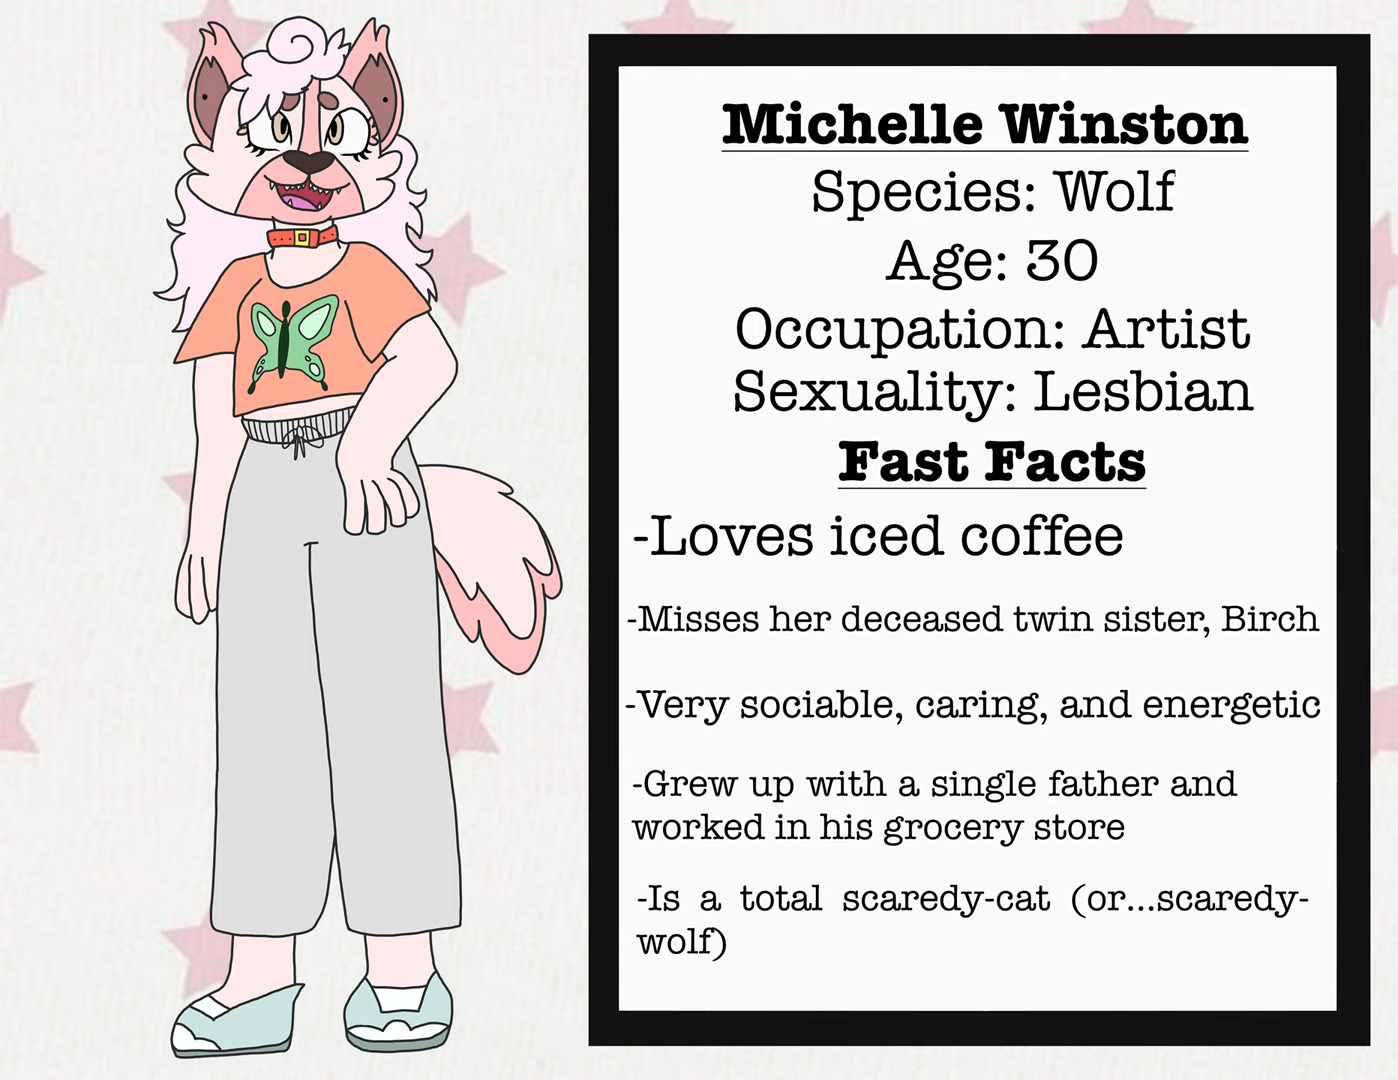 Michelle Winston
Species: Wolf
Age: 30
Occupation: Artist
Sexuality: Lesbian
Fast Facts
-Loves iced coffee
-Misses her deceased twin sister, Birch
-Very sociable, caring, and energetic
-Grew up with a single father and
worked in his grocery store
-Is a total scaredy-cat (or...scaredy-
wolf)